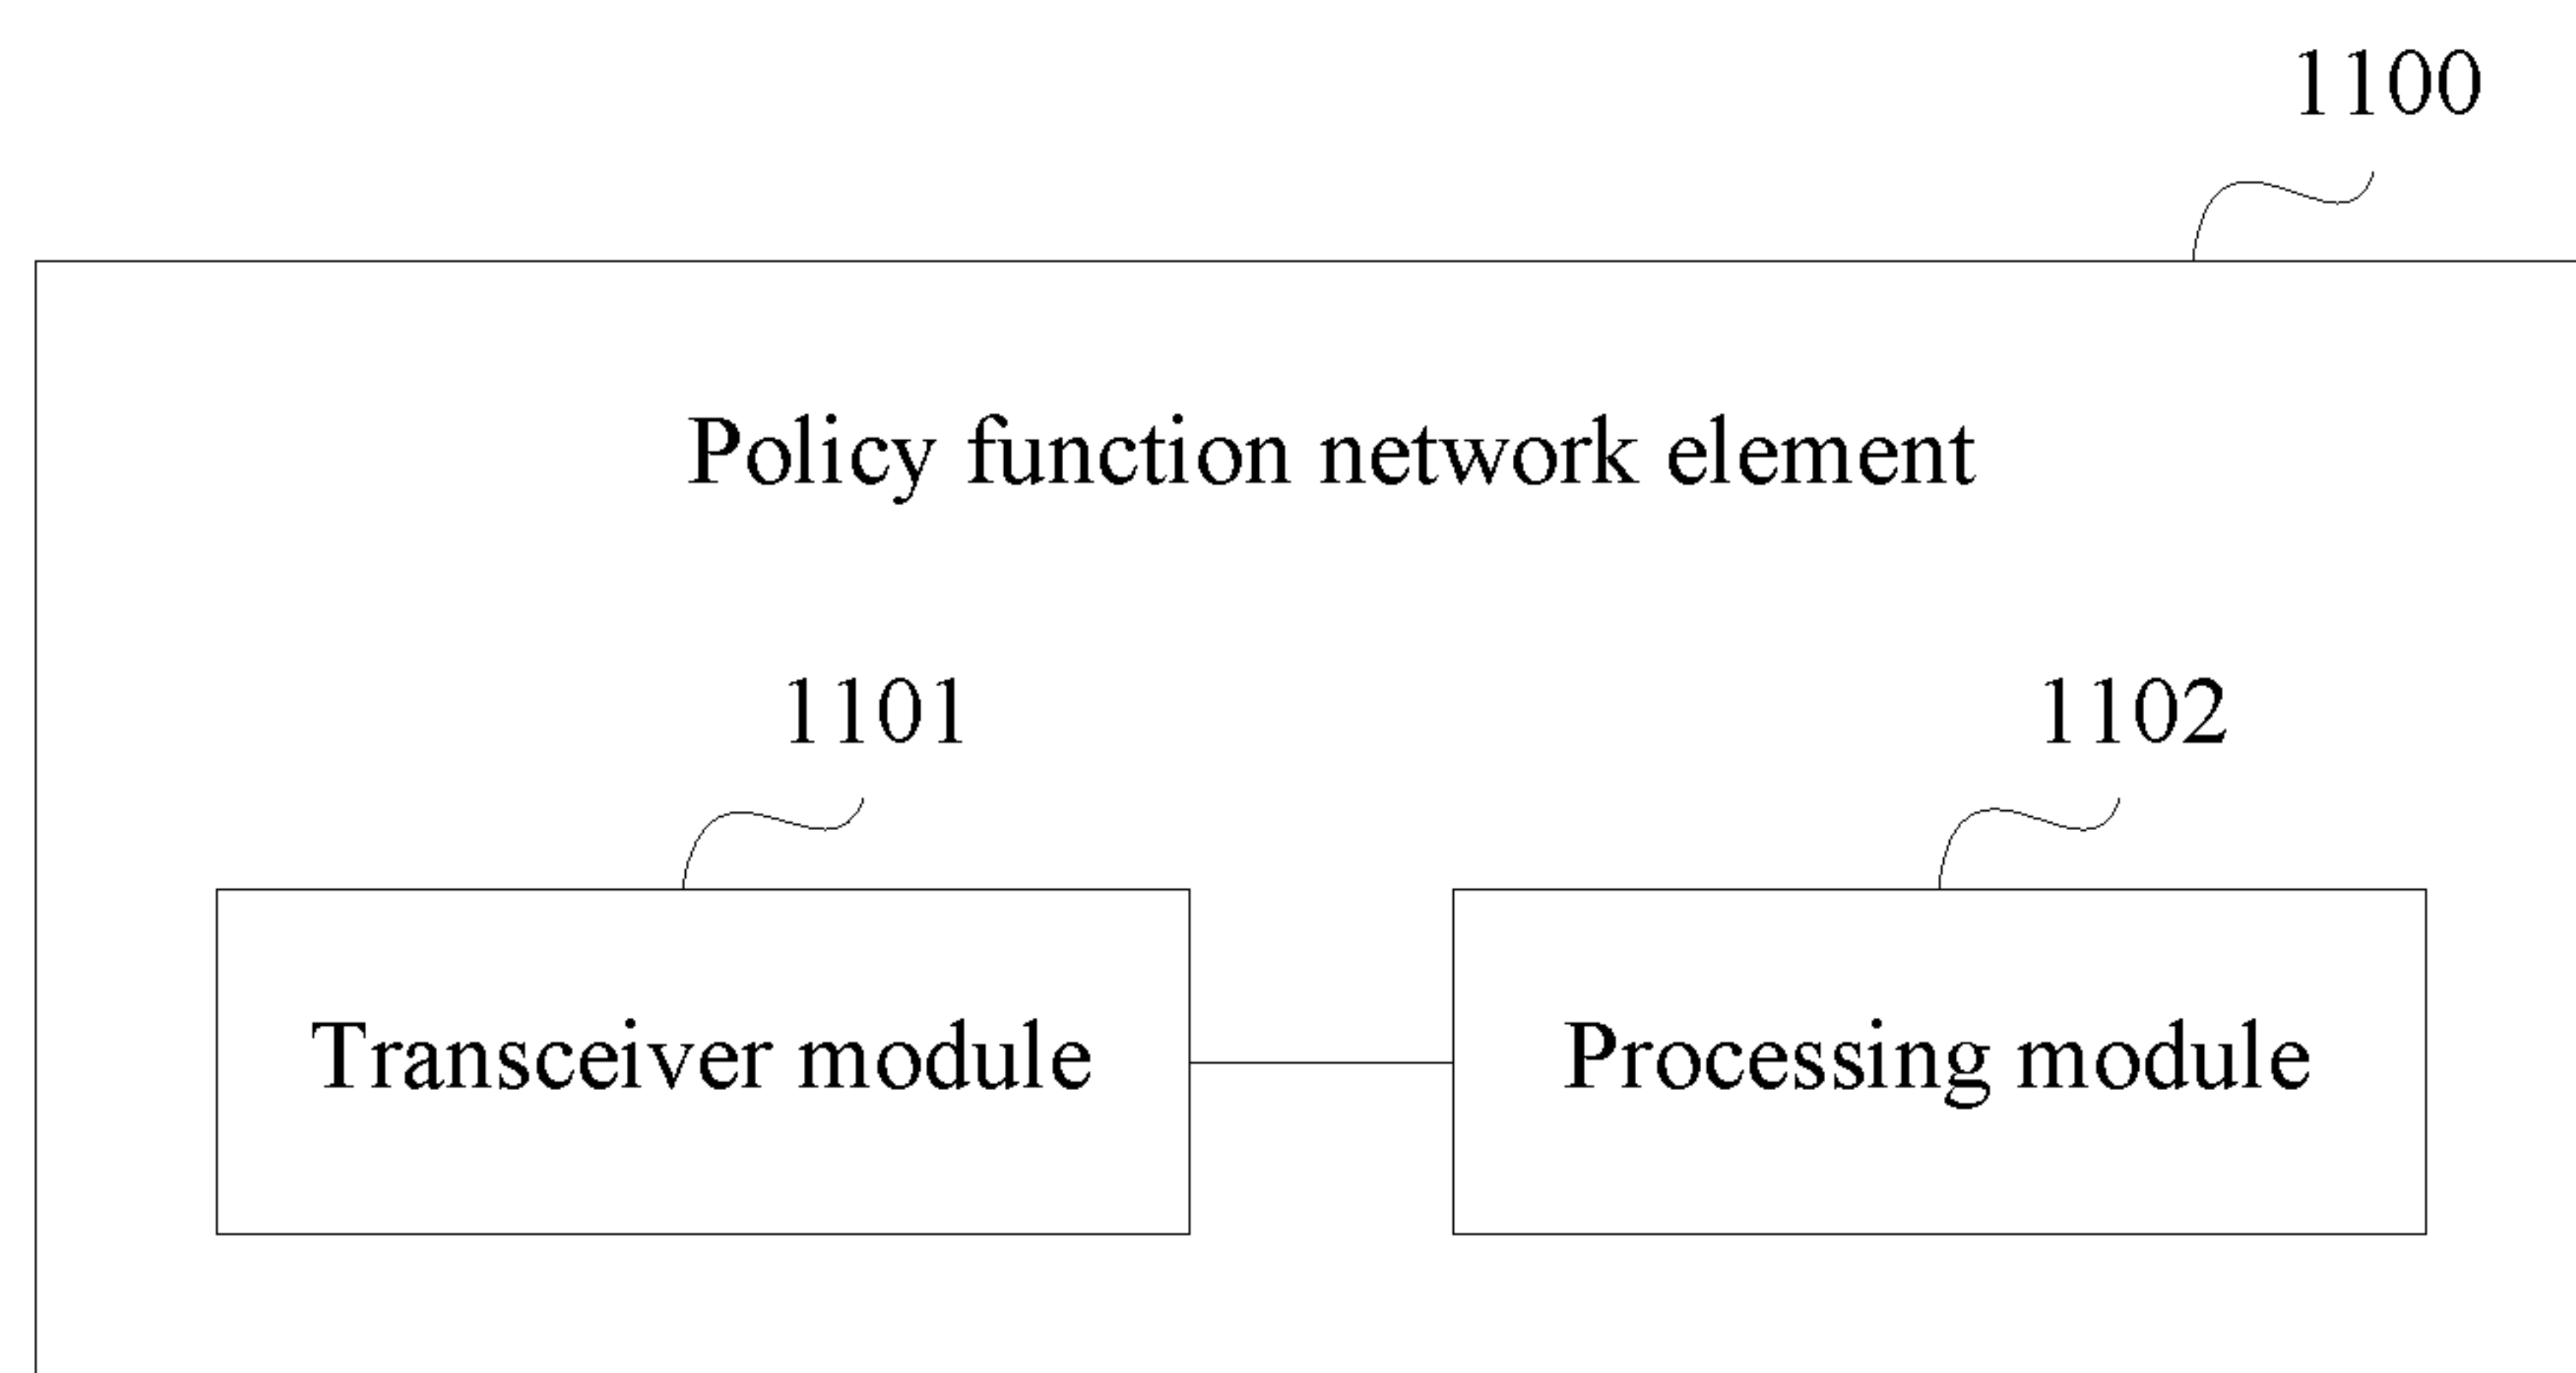 1100
Policy function network element
1101
1102
Transceiver module
Processing module